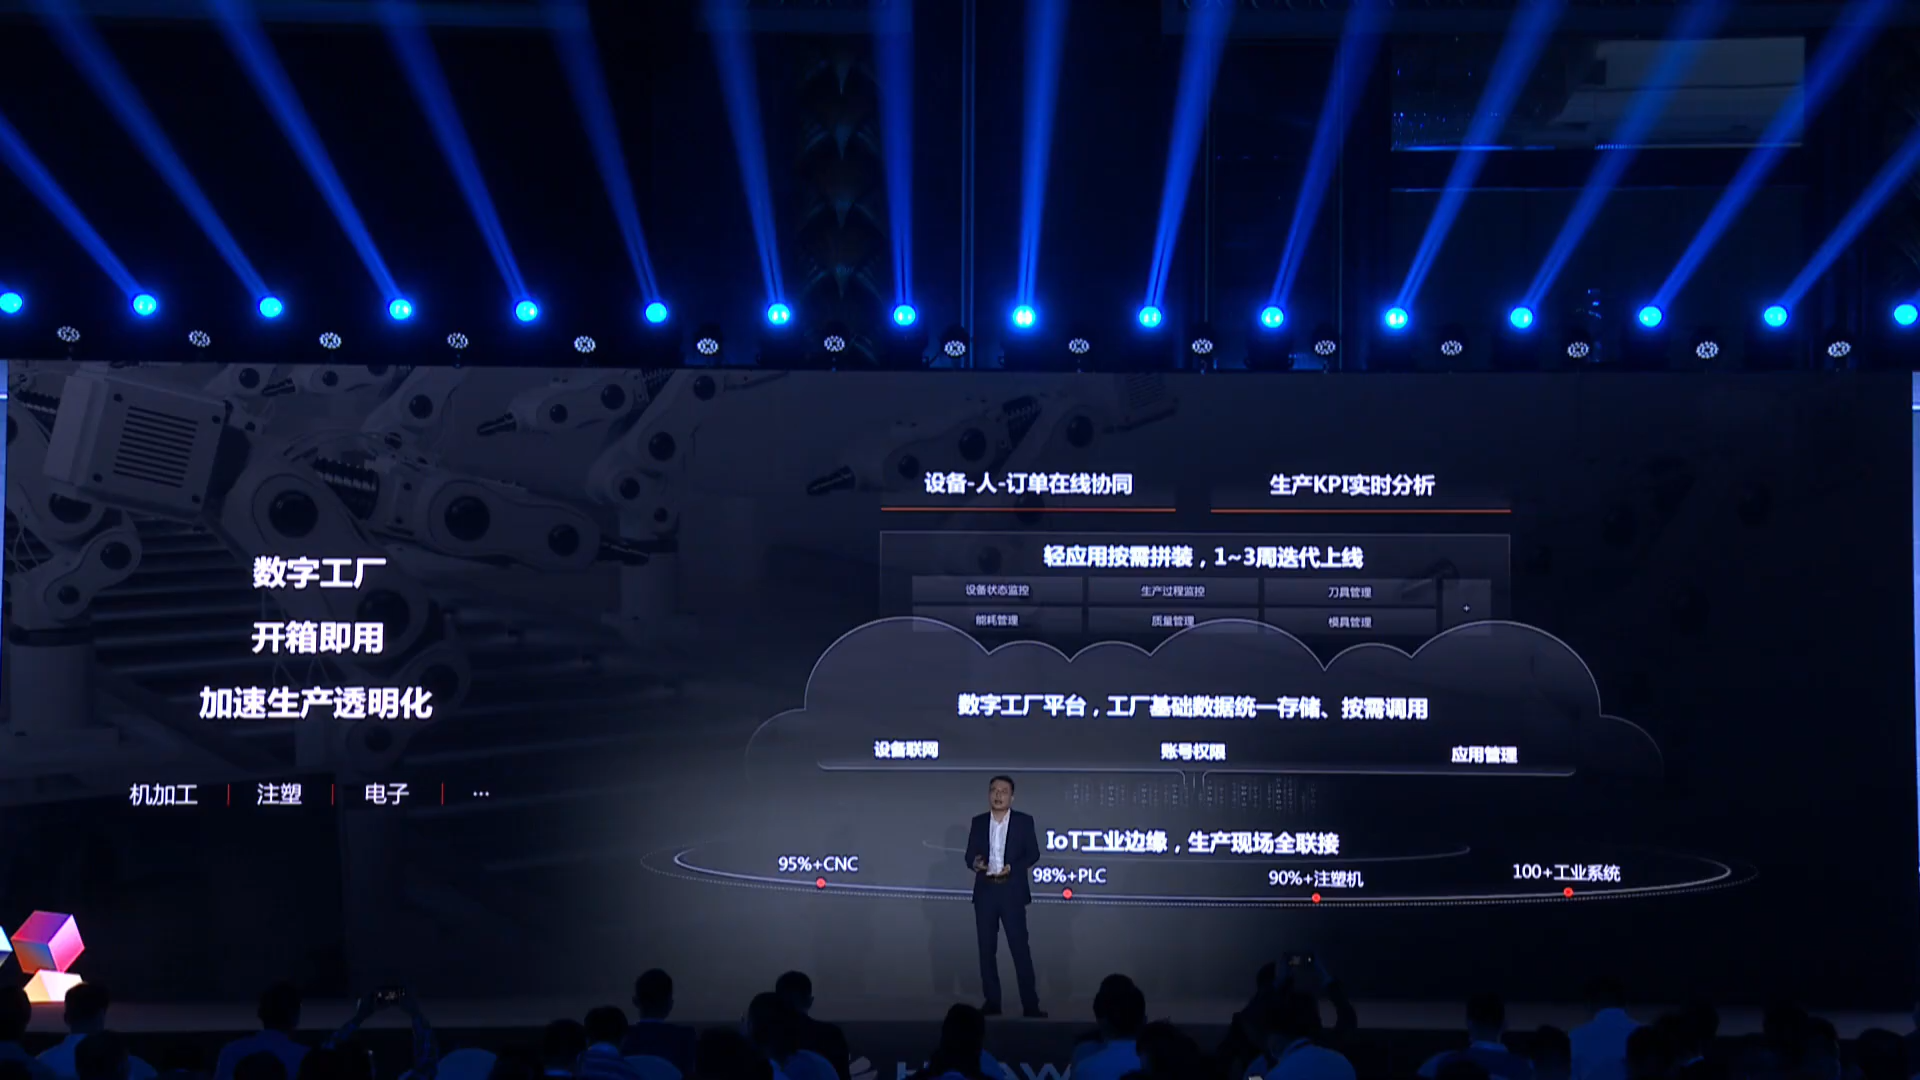 数字工厂
开箱即用
加速生产透明化
机加工 | 注塑 | 电子 | ...
设备-人-订单在线协同 生产KPI实时分析
轻应用按需拼装，1~3周迭代上线
设备状态监控 生产过程监控 刀具管理
+
能耗管理 质量管理 模具管理
数字工厂平台，工厂基础数据统一存储、按需调用
设备联网 账号权限 应用管理
IoT工业边缘，生产现场全联接
95%+CNC 98%+PLC 90%+注塑机 100+工业系统